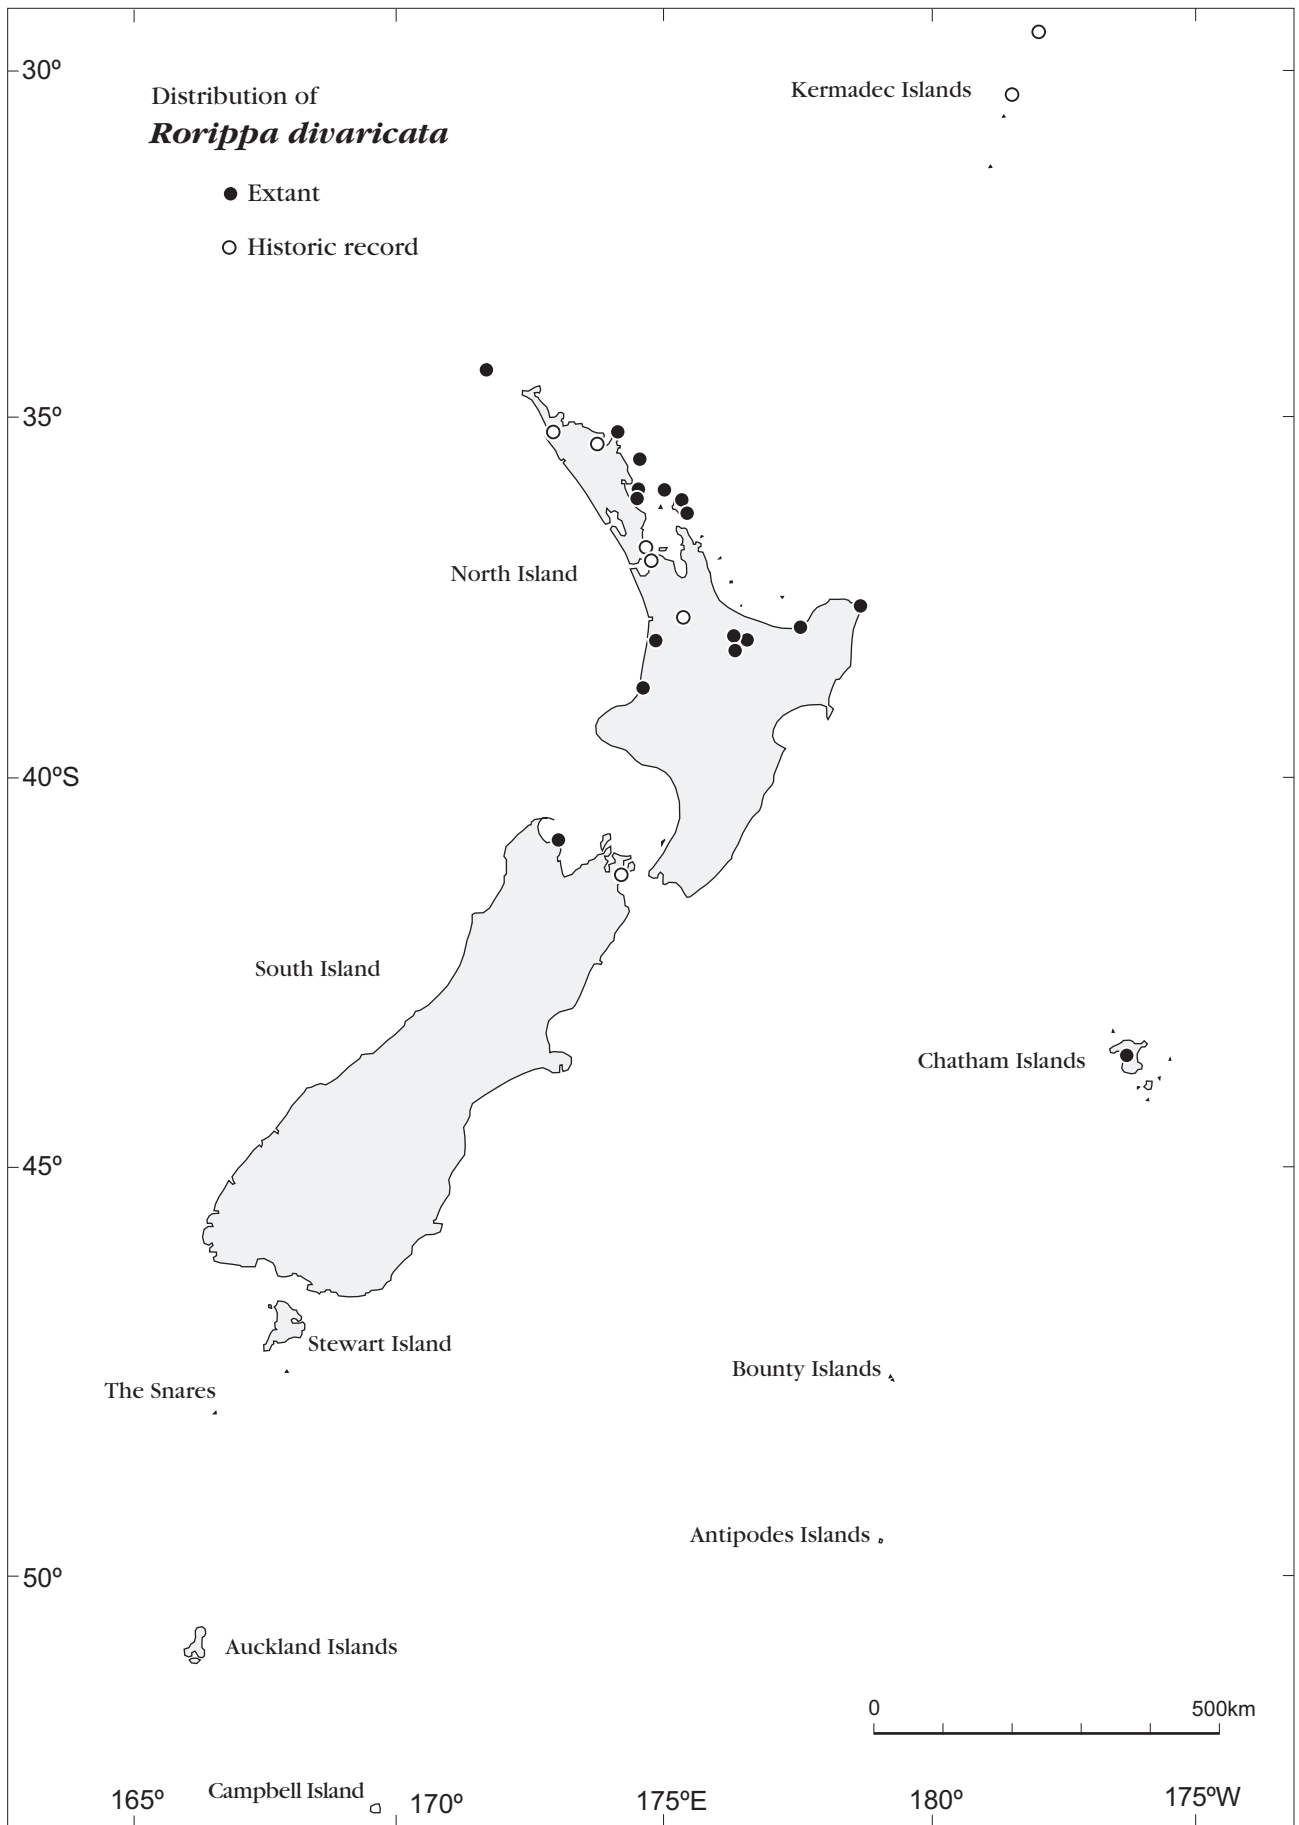 30º
Distribution of
Rorippa divaricata
Kermadec Islands
Extant
Historic record
35º
North Island
40ºS
South Island
Chatham Islands
45º
Stewart Island
Bounty Islands
The Snares
Antipodes Islands
50º
Auckland Islands
0 500km
Campbell Island
165º 170º 175ºE 180º 175ºW